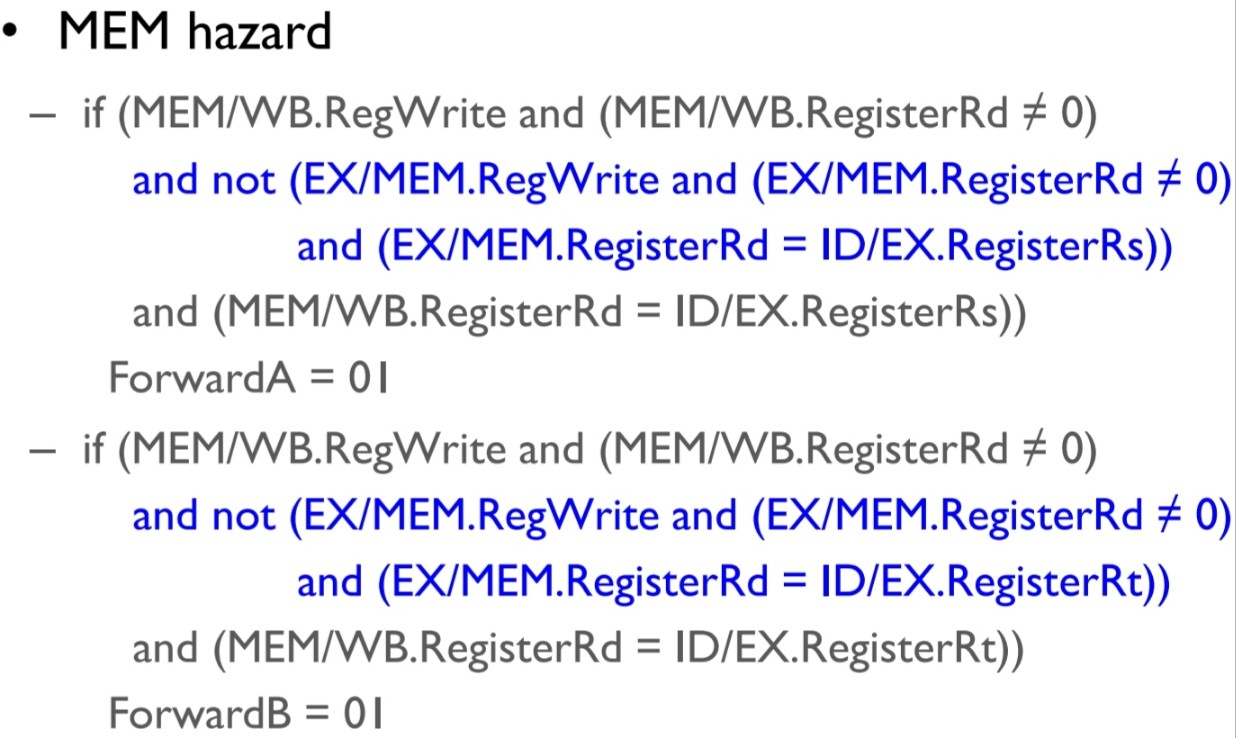 • MEM hazard
– if (MEM/WB.RegWrite and (MEM/WB.RegisterRd ≠ 0)
and not (EX/MEM.RegWrite and (EX/MEM.RegisterRd ≠ 0)
and (EX/MEM.RegisterRd = ID/EX.RegisterRs))
and (MEM/WB.RegisterRd = ID/EX.RegisterRs))
ForwardA = 01
– if (MEM/WB.RegWrite and (MEM/WB.RegisterRd ≠ 0)
and not (EX/MEM.RegWrite and (EX/MEM.RegisterRd ≠ 0)
and (EX/MEM.RegisterRd = ID/EX.RegisterRt))
and (MEM/WB.RegisterRd = ID/EX.RegisterRt))
ForwardB = 01